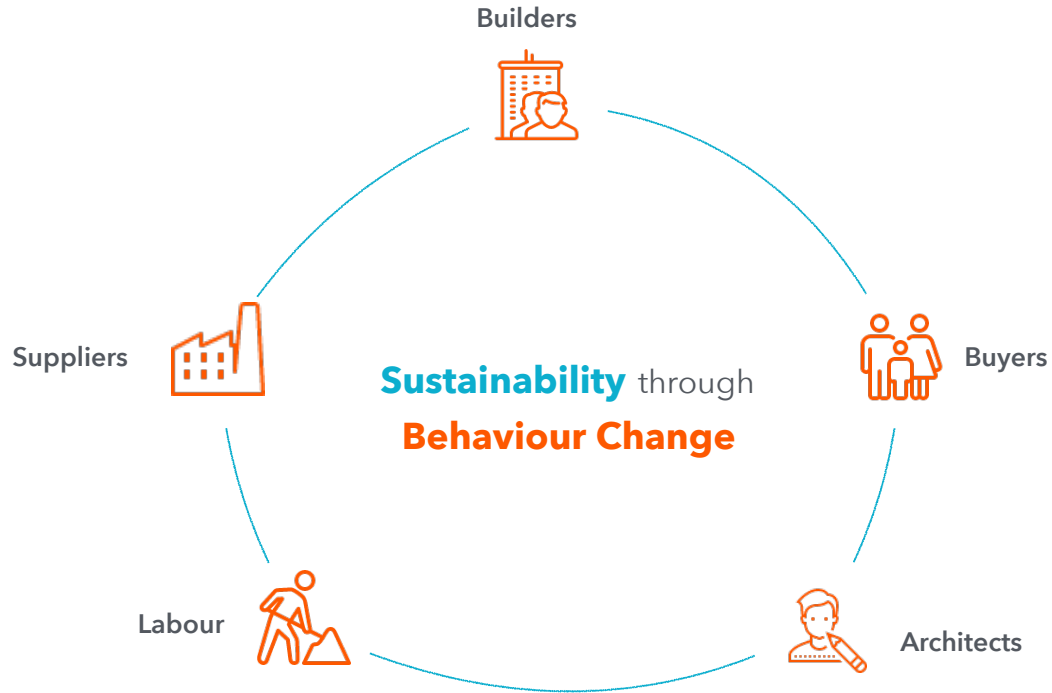 Builders
Suppliers
Buyers
Sustainability through
Behaviour Change
Labour
Architects